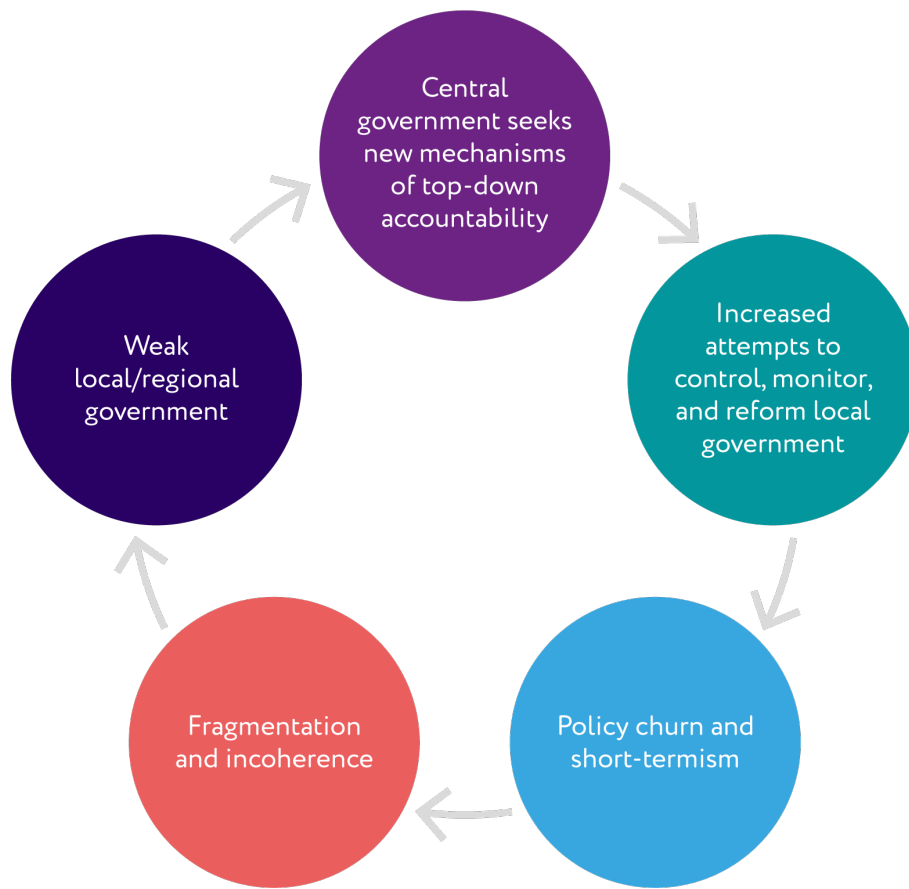 Central
government seeks
new mechanisms
of top-down
accountability
Increased
attempts to
control, monitor,
and reform local
government
Policy churn and
short-termism
Fragmentation
and incoherence
Weak
local/regional
government